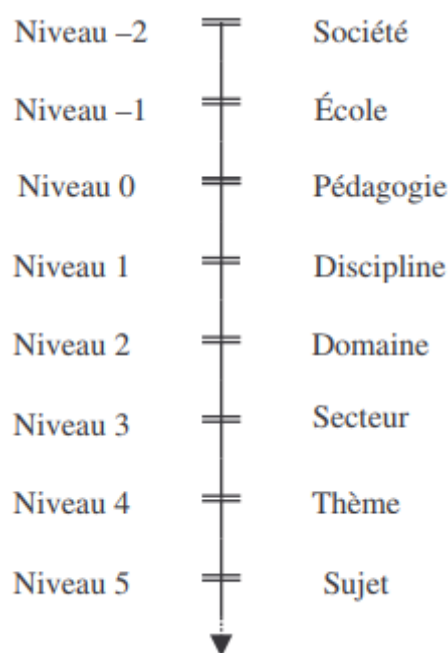 Niveau –2 Société
Niveau –1 École
Niveau 0 Pédagogie
Niveau 1 Discipline
Niveau 2 Domaine
Niveau 3 Secteur
Niveau 4 Thème
Niveau 5 Sujet